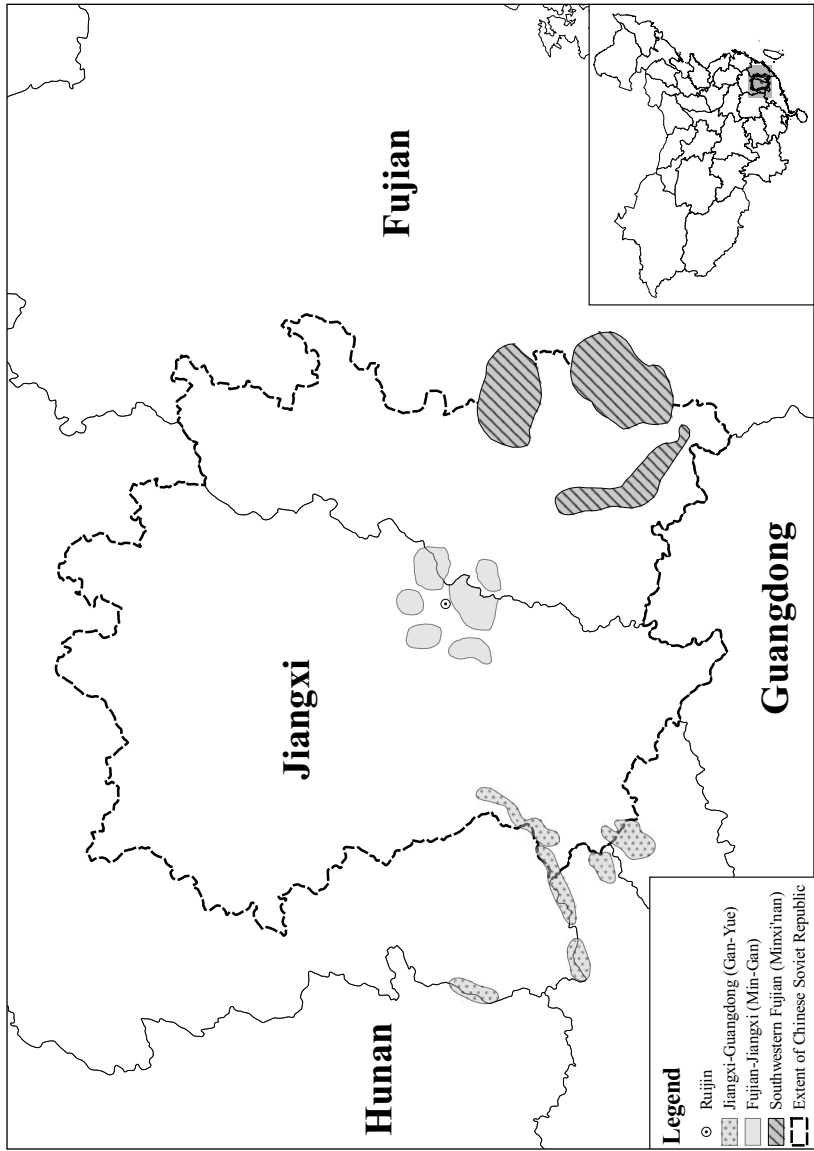 Fujian
Jiangxi
Hunan
Guangdong
Legend
Ruijin
Jiangxi-Guangdong (Gan-Yue)
Fujian-Jiangxi (Min-Gan)
Southwestern Fujian (Minxi'nan)
Extent of Chinese Soviet Republic